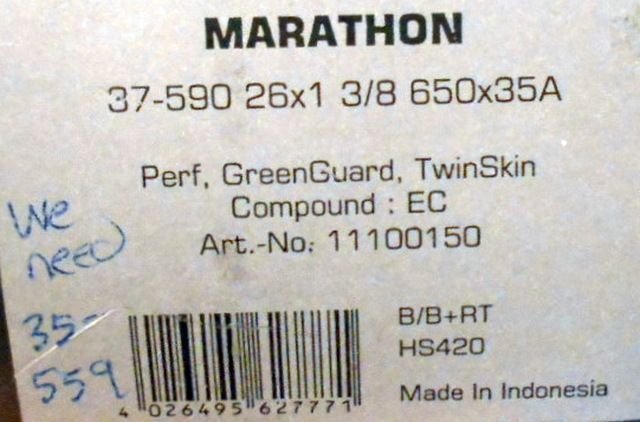 MARATHON
37-590 26x1 3/8 650x35A
Perf, GreenGuard, TwinSkin
Compound : EC
Art.-No: 11100150
We
need
35-
559
B/B+RT
HS420
Made In Indonesia
4 026495 627771